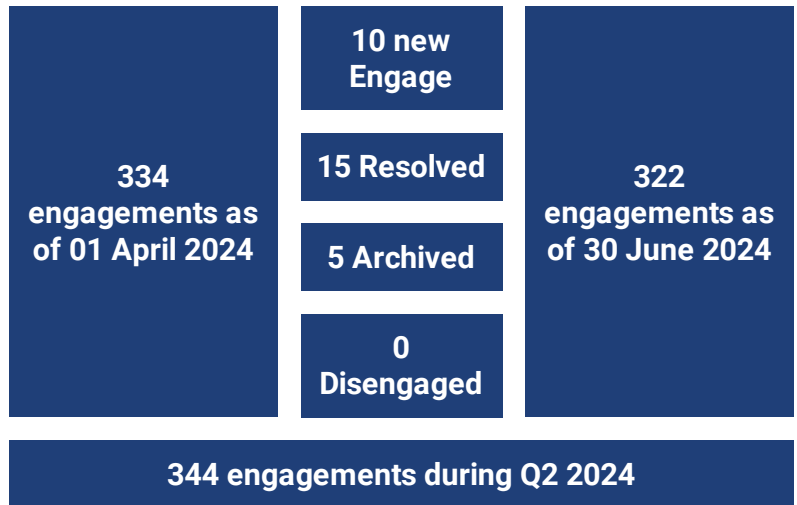 334
engagements as
of 01 April 2024
10 new
Engage
15 Resolved
5 Archived
0
Disengaged
322
engagements as
of 30 June 2024
344 engagements during Q2 2024